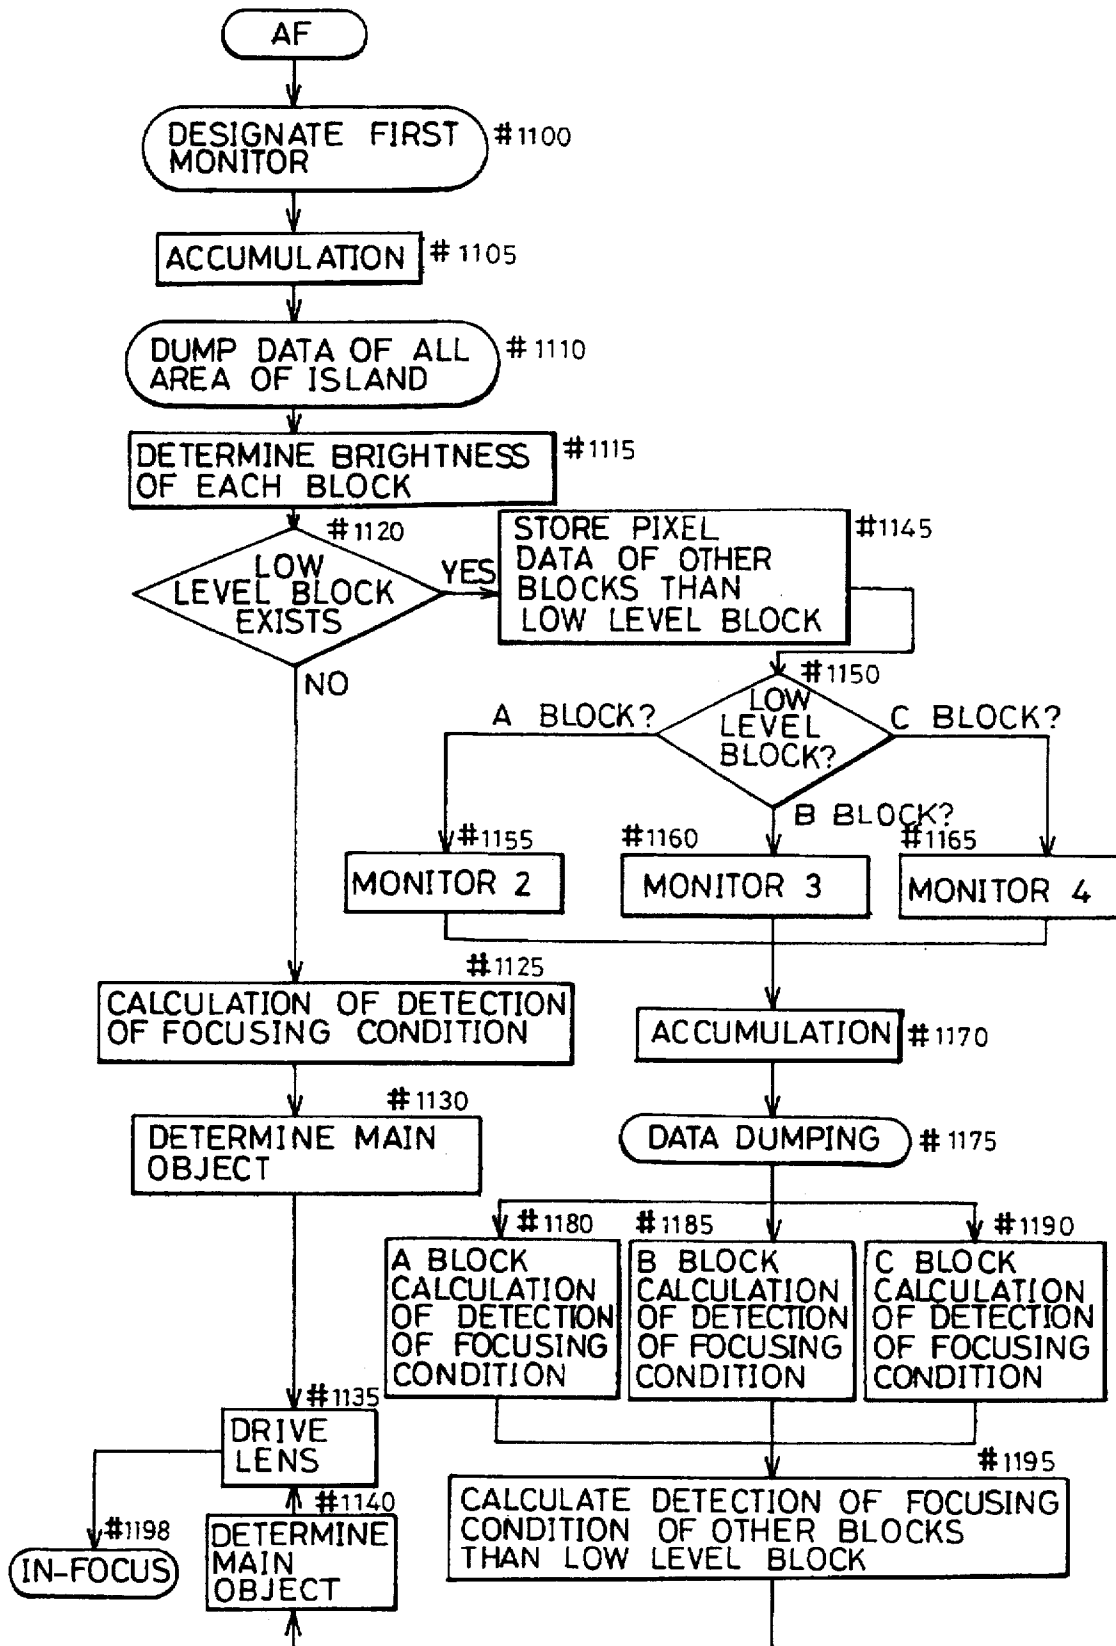 AF
DESIGNATE FIRST
MONITOR
#1100
ACCUMULATION
#1105
DUMP DATA OF ALL
AREA OF ISLAND
#1110
DETERMINE BRIGHTNESS
OF EACH BLOCK
#1115
#1120
LOW
LEVEL BLOCK
EXISTS
YES
NO
STORE PIXEL
DATA OF OTHER
BLOCKS THAN
LOW LEVEL BLOCK
#1145
#1150
LOW
LEVEL
BLOCK?
A BLOCK?
C BLOCK?
B BLOCK?
#1155
MONITOR 2
#1160
MONITOR 3
#1165
MONITOR 4
#1125
CALCULATION OF DETECTION
OF FOCUSING CONDITION
ACCUMULATION
#1170
#1130
DETERMINE MAIN
OBJECT
DATA DUMPING
#1175
#1180
A BLOCK
CALCULATION
OF DETECTION
OF FOCUSING
CONDITION
#1185
B BLOCK
CALCULATION
OF DETECTION
OF FOCUSING
CONDITION
#1190
C BLOCK
CALCULATION
OF DETECTION
OF FOCUSING
CONDITION
#1135
DRIVE
LENS
#1195
CALCULATE DETECTION OF FOCUSING
CONDITION OF OTHER BLOCKS
THAN LOW LEVEL BLOCK
#1140
DETERMINE
MAIN
OBJECT
#1198
IN-FOCUS